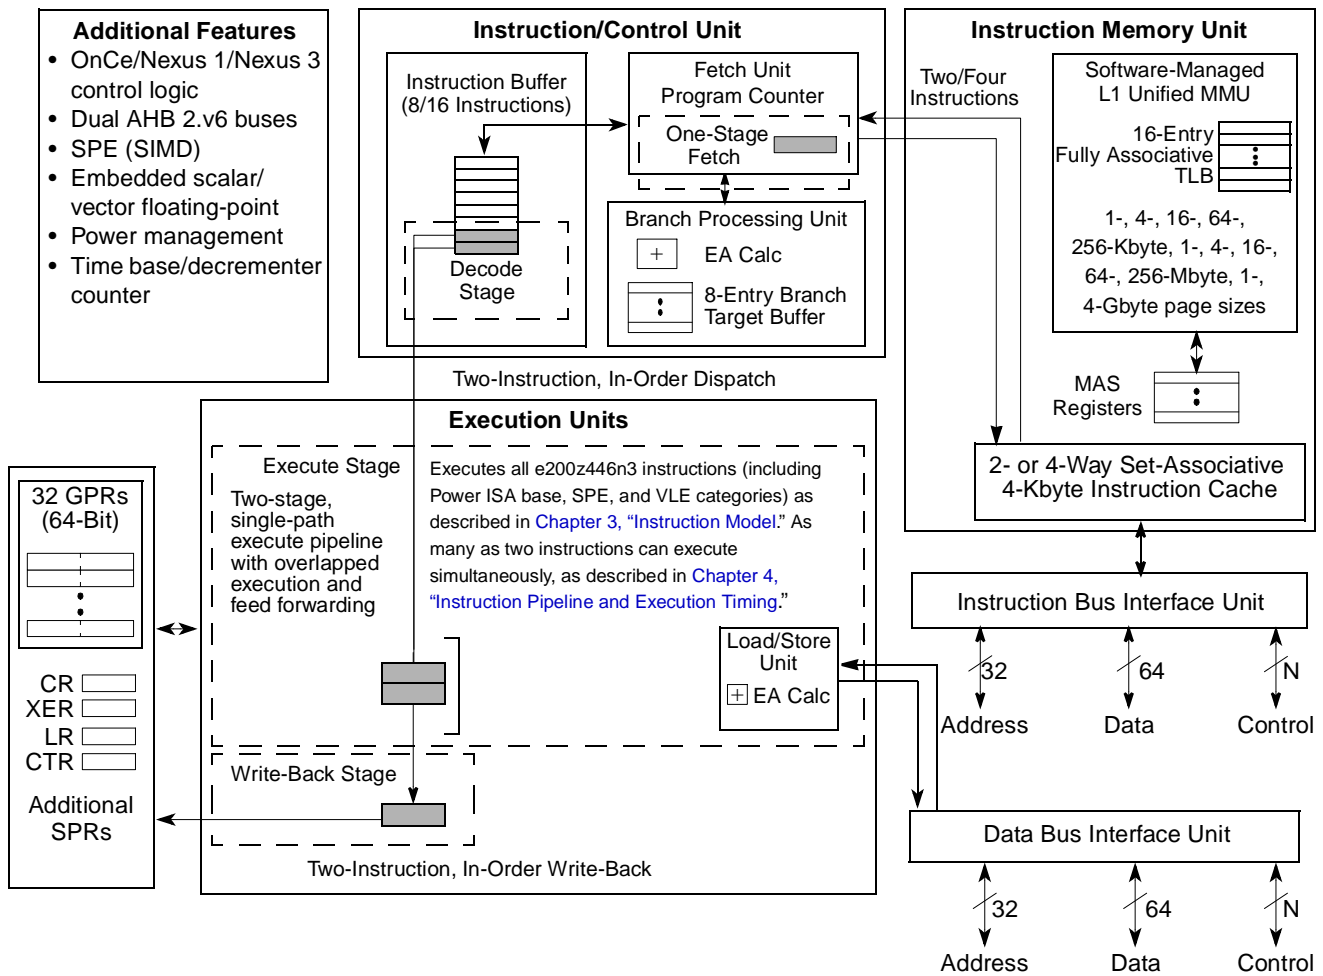 Additional Features
• OnCe/Nexus 1/Nexus 3
control logic
• Dual AHB 2.v6 buses
• SPE (SIMD)
• Embedded scalar/
vector floating-point
• Power management
• Time base/decrementer
counter
Instruction/Control Unit
Instruction Buffer
(8/16 Instructions)
Decode
Stage
Fetch Unit
Program Counter
One-Stage
Fetch
Branch Processing Unit
+ EA Calc
8-Entry Branch
Target Buffer
Two/Four
Instructions
Instruction Memory Unit
Software-Managed
L1 Unified MMU
16-Entry
Fully Associative
TLB
1-, 4-, 16-, 64-,
256-Kbyte, 1-, 4-, 16-,
64-, 256-Mbyte, 1-,
4-Gbyte page sizes
MAS
Registers
2- or 4-Way Set-Associative
4-Kbyte Instruction Cache
Two-Instruction, In-Order Dispatch
Execution Units
Execute Stage
Two-stage,
single-path
execute pipeline
with overlapped
execution and
feed forwarding
Executes all e200z446n3 instructions (including
Power ISA base, SPE, and VLE categories) as
described in Chapter 3, “Instruction Model.” As
many as two instructions can execute
simultaneously, as described in Chapter 4,
“Instruction Pipeline and Execution Timing.”
Load/Store
Unit
+ EA Calc
Write-Back Stage
Two-Instruction, In-Order Write-Back
32 GPRs
(64-Bit)
CR
XER
LR
CTR
Additional
SPRs
Instruction Bus Interface Unit
32
64
N
Address
Data
Control
Data Bus Interface Unit
32
64
N
Address
Data
Control